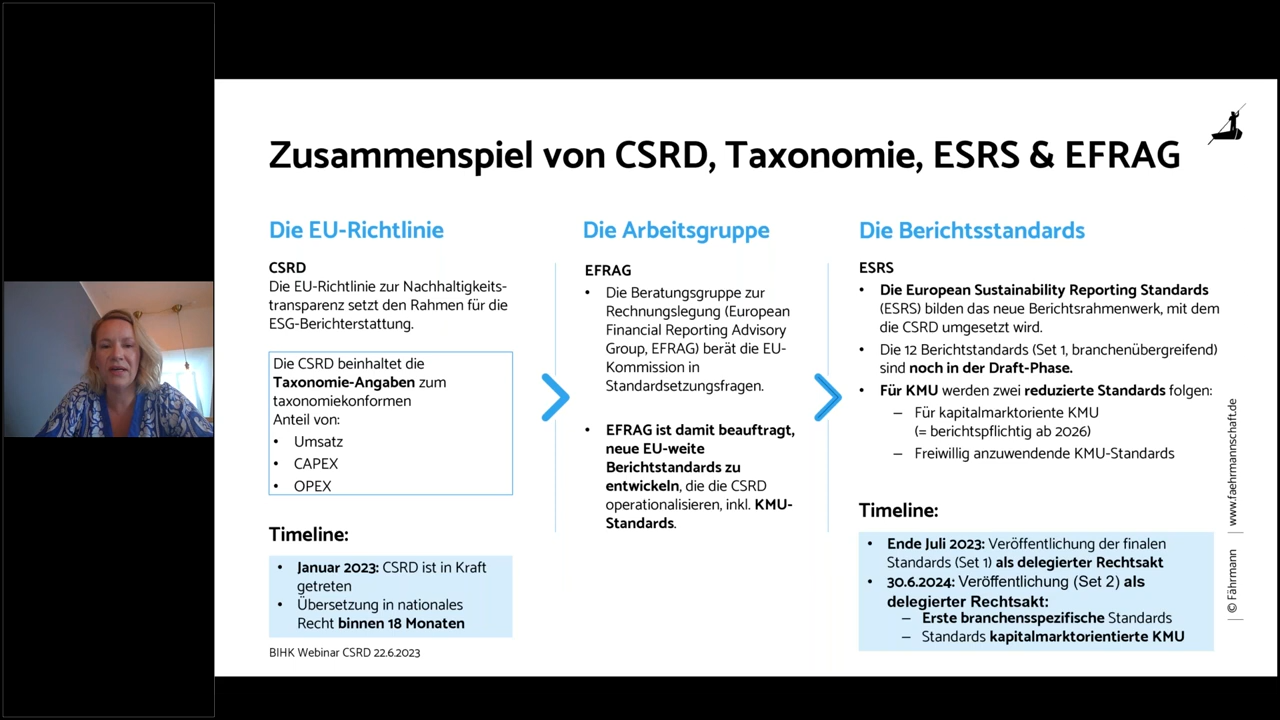 Zusammenspiel von CSRD, Taxonomie, ESRS & EFRAG
Die EU-Richtlinie
CSRD
Die EU-Richtlinie zur Nachhaltigkeits-
transparenz setzt den Rahmen für die
ESG-Berichterstattung.
Die CSRD beinhaltet die
Taxonomie-Angaben zum
taxonomiekonformen
Anteil von:
• Umsatz
• CAPEX
• OPEX
Timeline:
• Januar 2023: CSRD ist in Kraft
getreten
• Übersetzung in nationales
Recht binnen 18 Monaten
BIHK Webinar CSRD 22.6.2023
Die Arbeitsgruppe
EFRAG
• Die Beratungsgruppe zur
Rechnungslegung (European
Financial Reporting Advisory
Group, EFRAG) berät die EU-
Kommission in
Standardsetzungsfragen.
• EFRAG ist damit beauftragt,
neue EU-weite
Berichtstandards zu
entwickeln, die die CSRD
operationalisieren, inkl. KMU-
Standards.
Die Berichtsstandards
ESRS
• Die European Sustainability Reporting Standards
(ESRS) bilden das neue Berichtsrahmenwerk, mit dem
die CSRD umgesetzt wird.
• Die 12 Berichtstandards (Set 1, branchenübergreifend)
sind noch in der Draft-Phase.
• Für KMU werden zwei reduzierte Standards folgen:
– Für kapitalmarktoriente KMU
(= berichtspflichtig ab 2026)
– Freiwillig anzuwendende KMU-Standards
Timeline:
• Ende Juli 2023: Veröffentlichung der finalen
Standards (Set 1) als delegierter Rechtsakt
• 30.6.2024: Veröffentlichung (Set 2) als
delegierter Rechtsakt:
– Erste branchensspezifische Standards
– Standards kapitalmarktorientierte KMU
| © Fährmann | www.faehrmannschaft.de